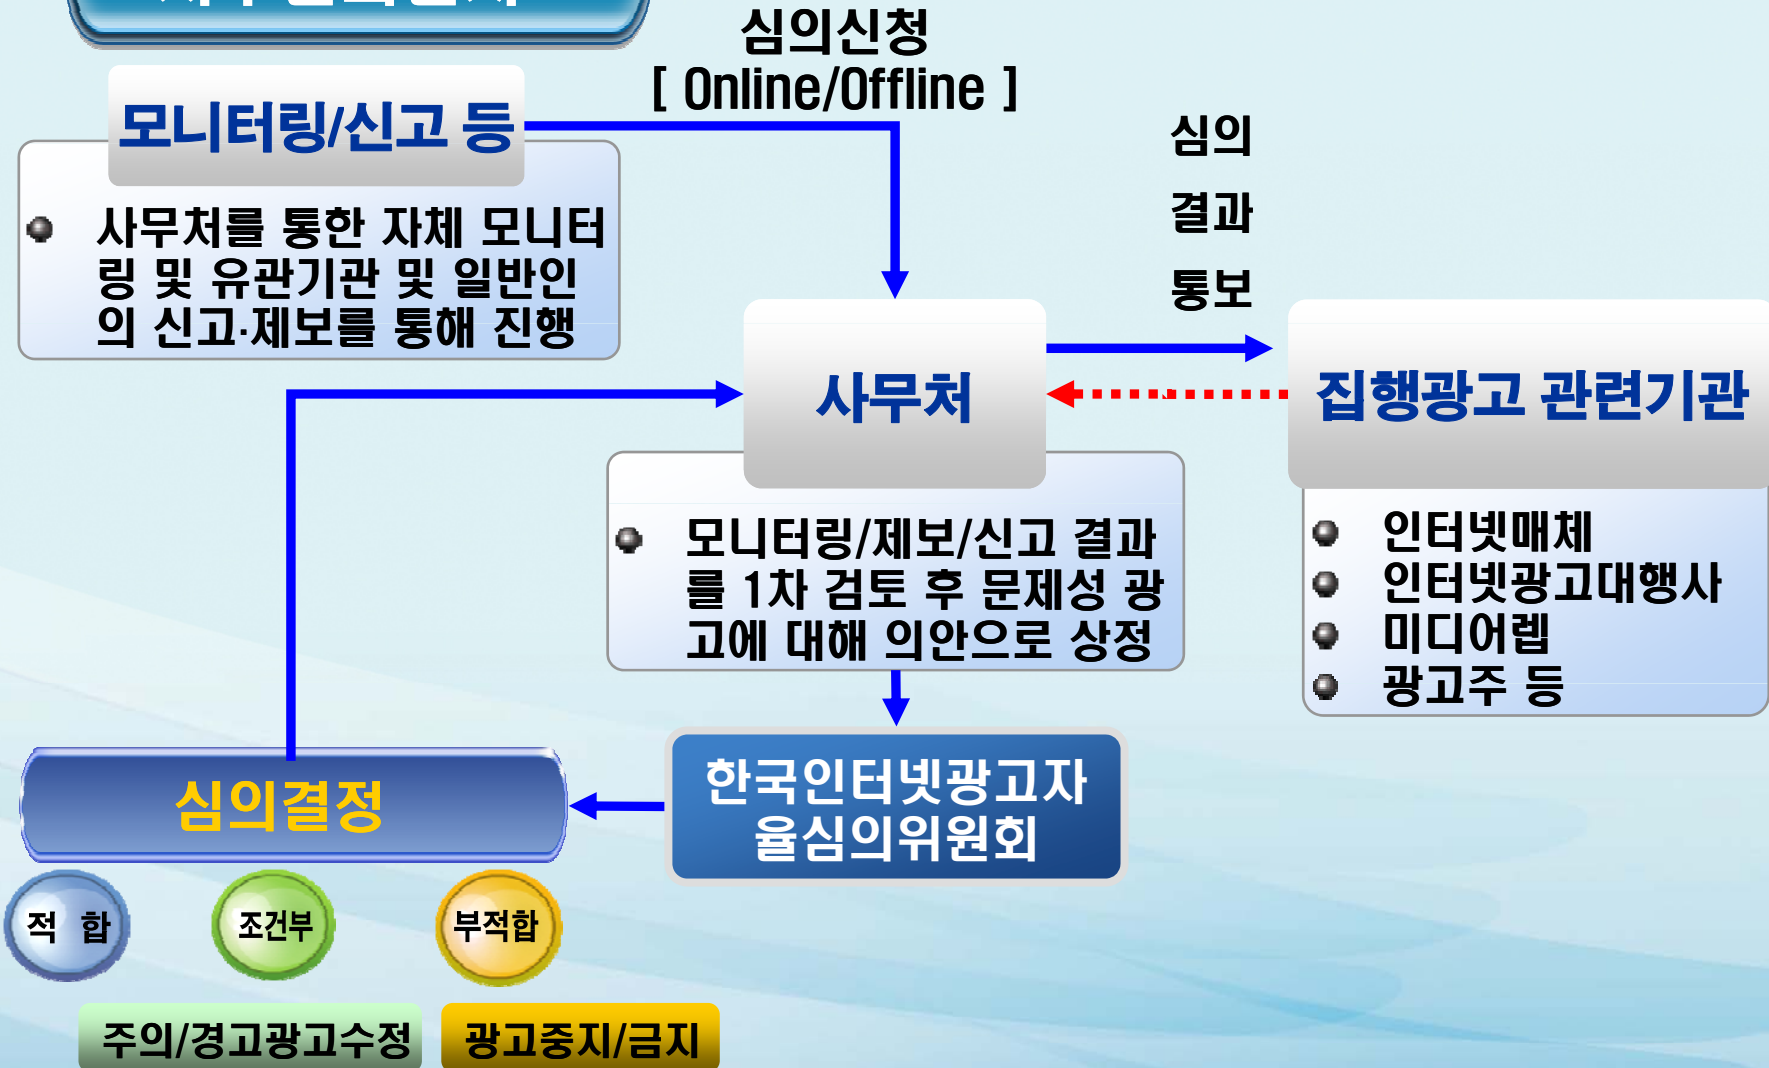 심의신청
[ Online/Offline ]
모니터링/신고 등
사무처를 통한 자체 모니터
링 및 유관기관 및 일반인
의 신고·제보를 통해 진행
심의
결과
통보
사무처
모니터링/제보/신고 결과
를 1차 검토 후 문제성 광
고에 대해 의안으로 상정
집행광고 관련기관
인터넷매체
인터넷광고대행사
미디어렙
광고주 등
한국인터넷광고자
율심의위원회
심의결정
적 합
조건부
부적합
주의/경고광고수정
광고중지/금지